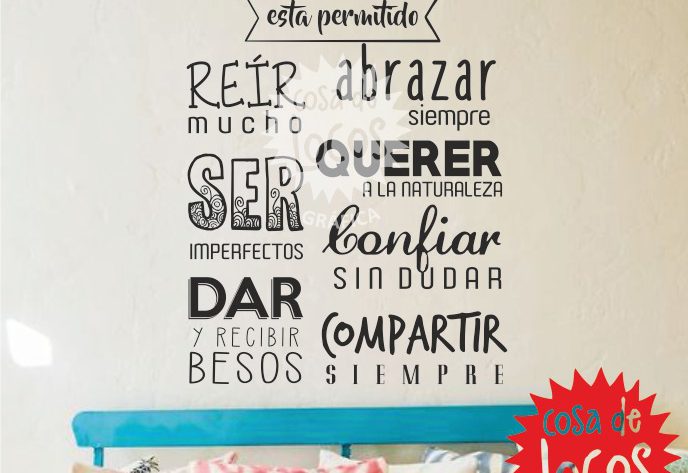 esta permitido
REÍR
mucho
SER
IMPERFECTOS
DAR
Y RECIBIR
BESOS
abrazar
siempre
QUERER
A LA NATURALEZA
Confiar
SIN DUDAR
COMPARTIR
SIEMPRE
cosa de
locos
GRÁFICA
cosa de
locos